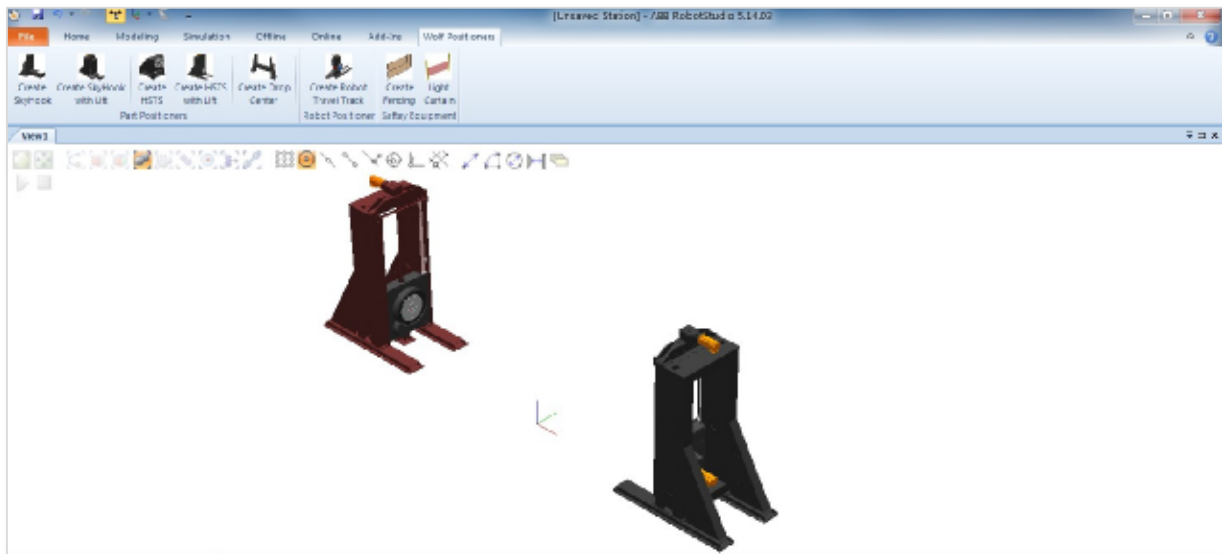 [Unsaved Station] - ABB RobotStudio 5.14.03
File Home Modeling Simulation Offline Online Add-Ins Wolf Positioners
Create Create SkyHook Create Create HSTS Create Drop Create Robot Create Light
SkyHook with Lift HSTS with Lift Center Travel Track Fencing Curtain
Part Positioners Robot Positioner Saftey Equipment
View1